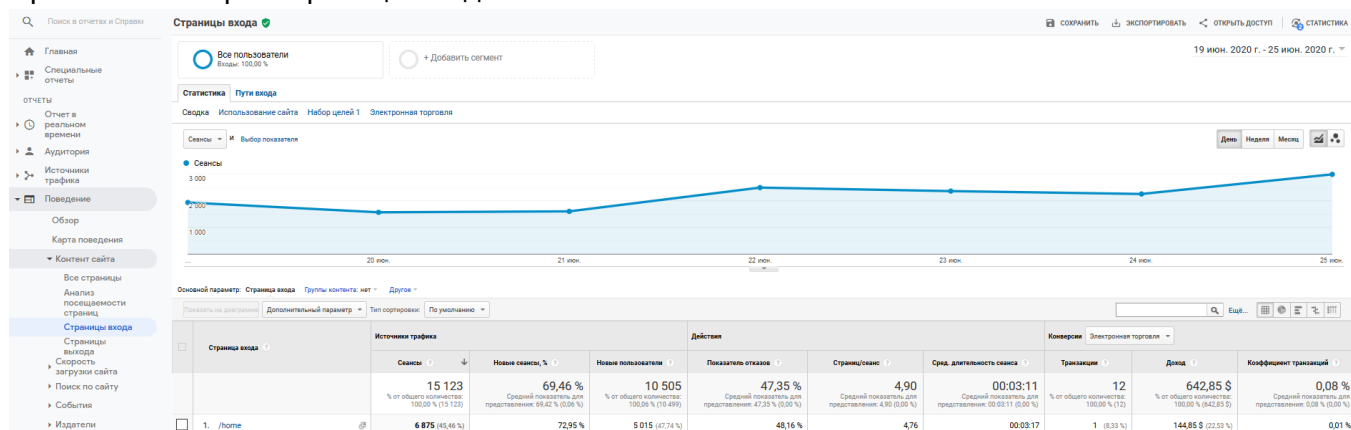 Поиск в отчетах и Справке
Страницы входа
СОХРАНИТЬ
ЭКСПОРТИРОВАТЬ
ОТКРЫТЬ ДОСТУП
СТАТИСТИКА
Главная
Специальные
отчеты
ОТЧЕТЫ
Отчет в
реальном
времени
Аудитория
Источники
трафика
Поведение
Обзор
Карта поведения
Контент сайта
Все страницы
Анализ
посещаемости
страниц
Страницы входа
Страницы
выхода
Скорость
загрузки сайта
Поиск по сайту
События
Издатели
Все пользователи
Входы: 100,00 %
+ Добавить сегмент
19 июн. 2020 г. - 25 июн. 2020 г.
Статистика Пути входа
Сводка Использование сайта Набор целей 1 Электронная торговля
Сеансы и Выбор показателя
День Неделя Месяц
Сеансы
3 000
2 000
1 000
... 20 июн. 21 июн. 22 июн. 23 июн. 24 июн. 25 июн.
Основной параметр: Страница входа Группы контента: нет Другое
Показать на диаграмме Дополнительный параметр Тип сортировки: По умолчанию
Ещё...
Страница входа
Источники трафика Действия Конверсии Электронная торговля
Сеансы Новые сеансы, % Новые пользователи Показатель отказов Страниц/сеанс Сред. длительность сеанса Транзакции Доход Коэффициент транзакций
15 123 69,46 % 10 505 47,35 % 4,90 00:03:11 12 642,85 $ 0,08 %
% от общего количества: Средний показатель для % от общего количества: Средний показатель для Средний показатель для Средний показатель для % от общего количества: % от общего количества: Средний показатель для
100,00 % (15 123) представления: 69,42 % (0,06 %) 100,06 % (10 499) представления: 47,35 % (0,00 %) представления: 4,90 (0,00 %) представления: 00:03:11 (0,00 %) 100,00 % (12) 100,00 % (642,85 $) представления: 0,08 % (0,00 %)
1. /home 6 875 (45,46 %) 72,95 % 5 015 (47,74 %) 48,16 % 4,76 00:03:17 1 (8,33 %) 144,85 $ (22,53 %) 0,01 %